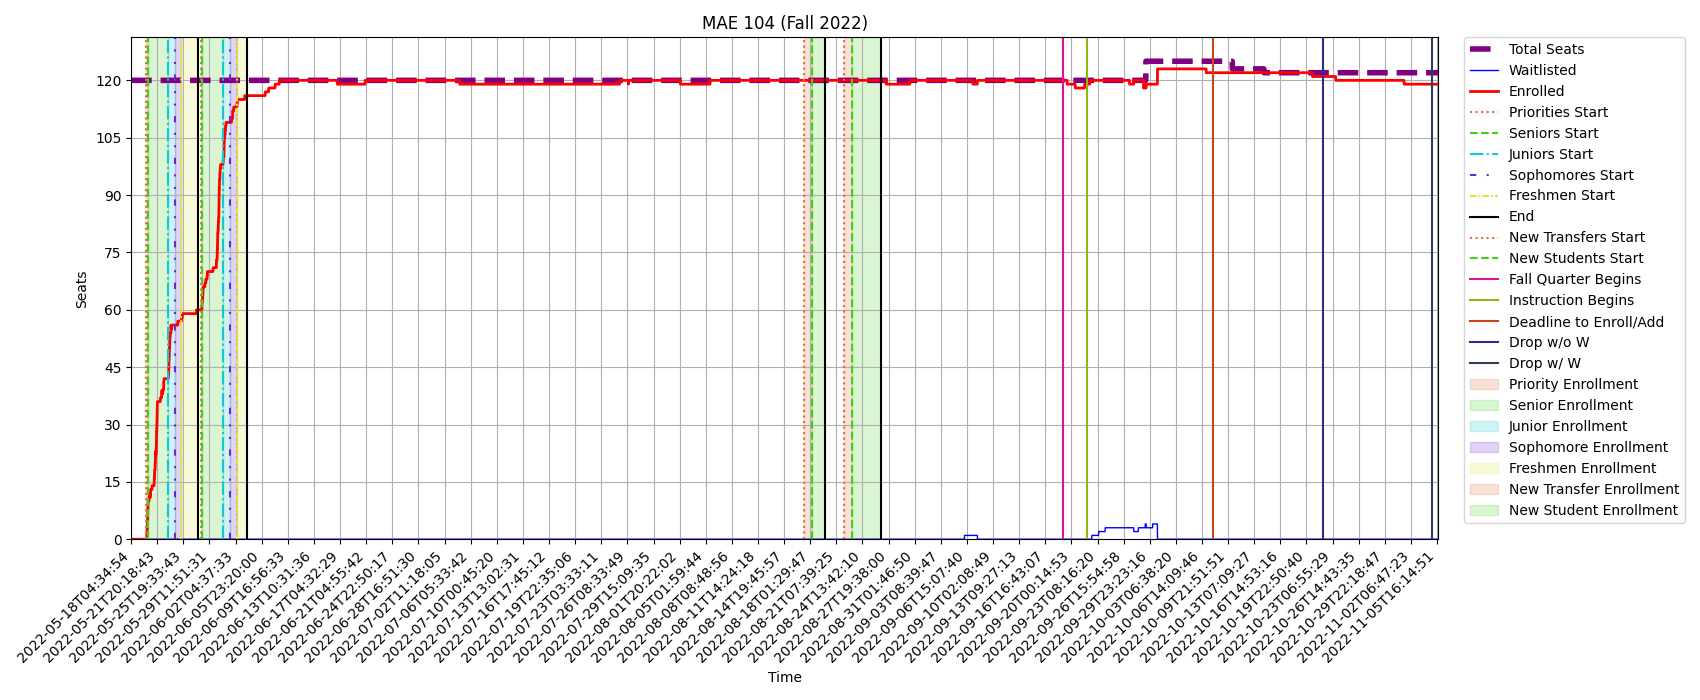 MAE 104 (Fall 2022)
Seats
120
105
90
75
60
45
30
15
0
2022-05-18T04:34:54
2022-05-21T20:18:43
2022-05-25T19:33:43
2022-05-29T11:51:31
2022-06-02T04:37:33
2022-06-05T23:20:00
2022-06-09T16:56:33
2022-06-13T10:31:36
2022-06-17T04:32:29
2022-06-21T04:55:42
2022-06-24T22:50:17
2022-06-28T16:51:30
2022-07-02T11:18:05
2022-07-06T05:33:42
2022-07-10T00:45:20
2022-07-13T13:02:31
2022-07-16T17:45:12
2022-07-19T22:35:06
2022-07-23T03:33:11
2022-07-26T08:33:49
2022-07-29T15:09:35
2022-08-01T20:22:02
2022-08-05T01:59:44
2022-08-08T08:48:56
2022-08-11T14:24:18
2022-08-14T19:45:57
2022-08-18T01:29:47
2022-08-21T07:39:25
2022-08-24T13:42:10
2022-08-27T19:38:00
2022-08-31T01:46:50
2022-09-03T08:39:47
2022-09-06T15:07:40
2022-09-10T02:08:49
2022-09-13T09:27:13
2022-09-16T16:43:07
2022-09-20T00:14:53
2022-09-23T08:16:20
2022-09-26T15:54:58
2022-09-29T23:23:16
2022-10-03T06:38:20
2022-10-06T14:09:46
2022-10-09T21:51:51
2022-10-13T07:09:27
2022-10-16T14:53:16
2022-10-19T22:50:40
2022-10-23T06:55:29
2022-10-26T14:43:35
2022-10-29T22:18:47
2022-11-02T06:47:23
2022-11-05T16:14:51
Time
Total Seats
Waitlisted
Enrolled
Priorities Start
Seniors Start
Juniors Start
Sophomores Start
Freshmen Start
End
New Transfers Start
New Students Start
Fall Quarter Begins
Instruction Begins
Deadline to Enroll/Add
Drop w/o W
Drop w/ W
Priority Enrollment
Senior Enrollment
Junior Enrollment
Sophomore Enrollment
Freshmen Enrollment
New Transfer Enrollment
New Student Enrollment